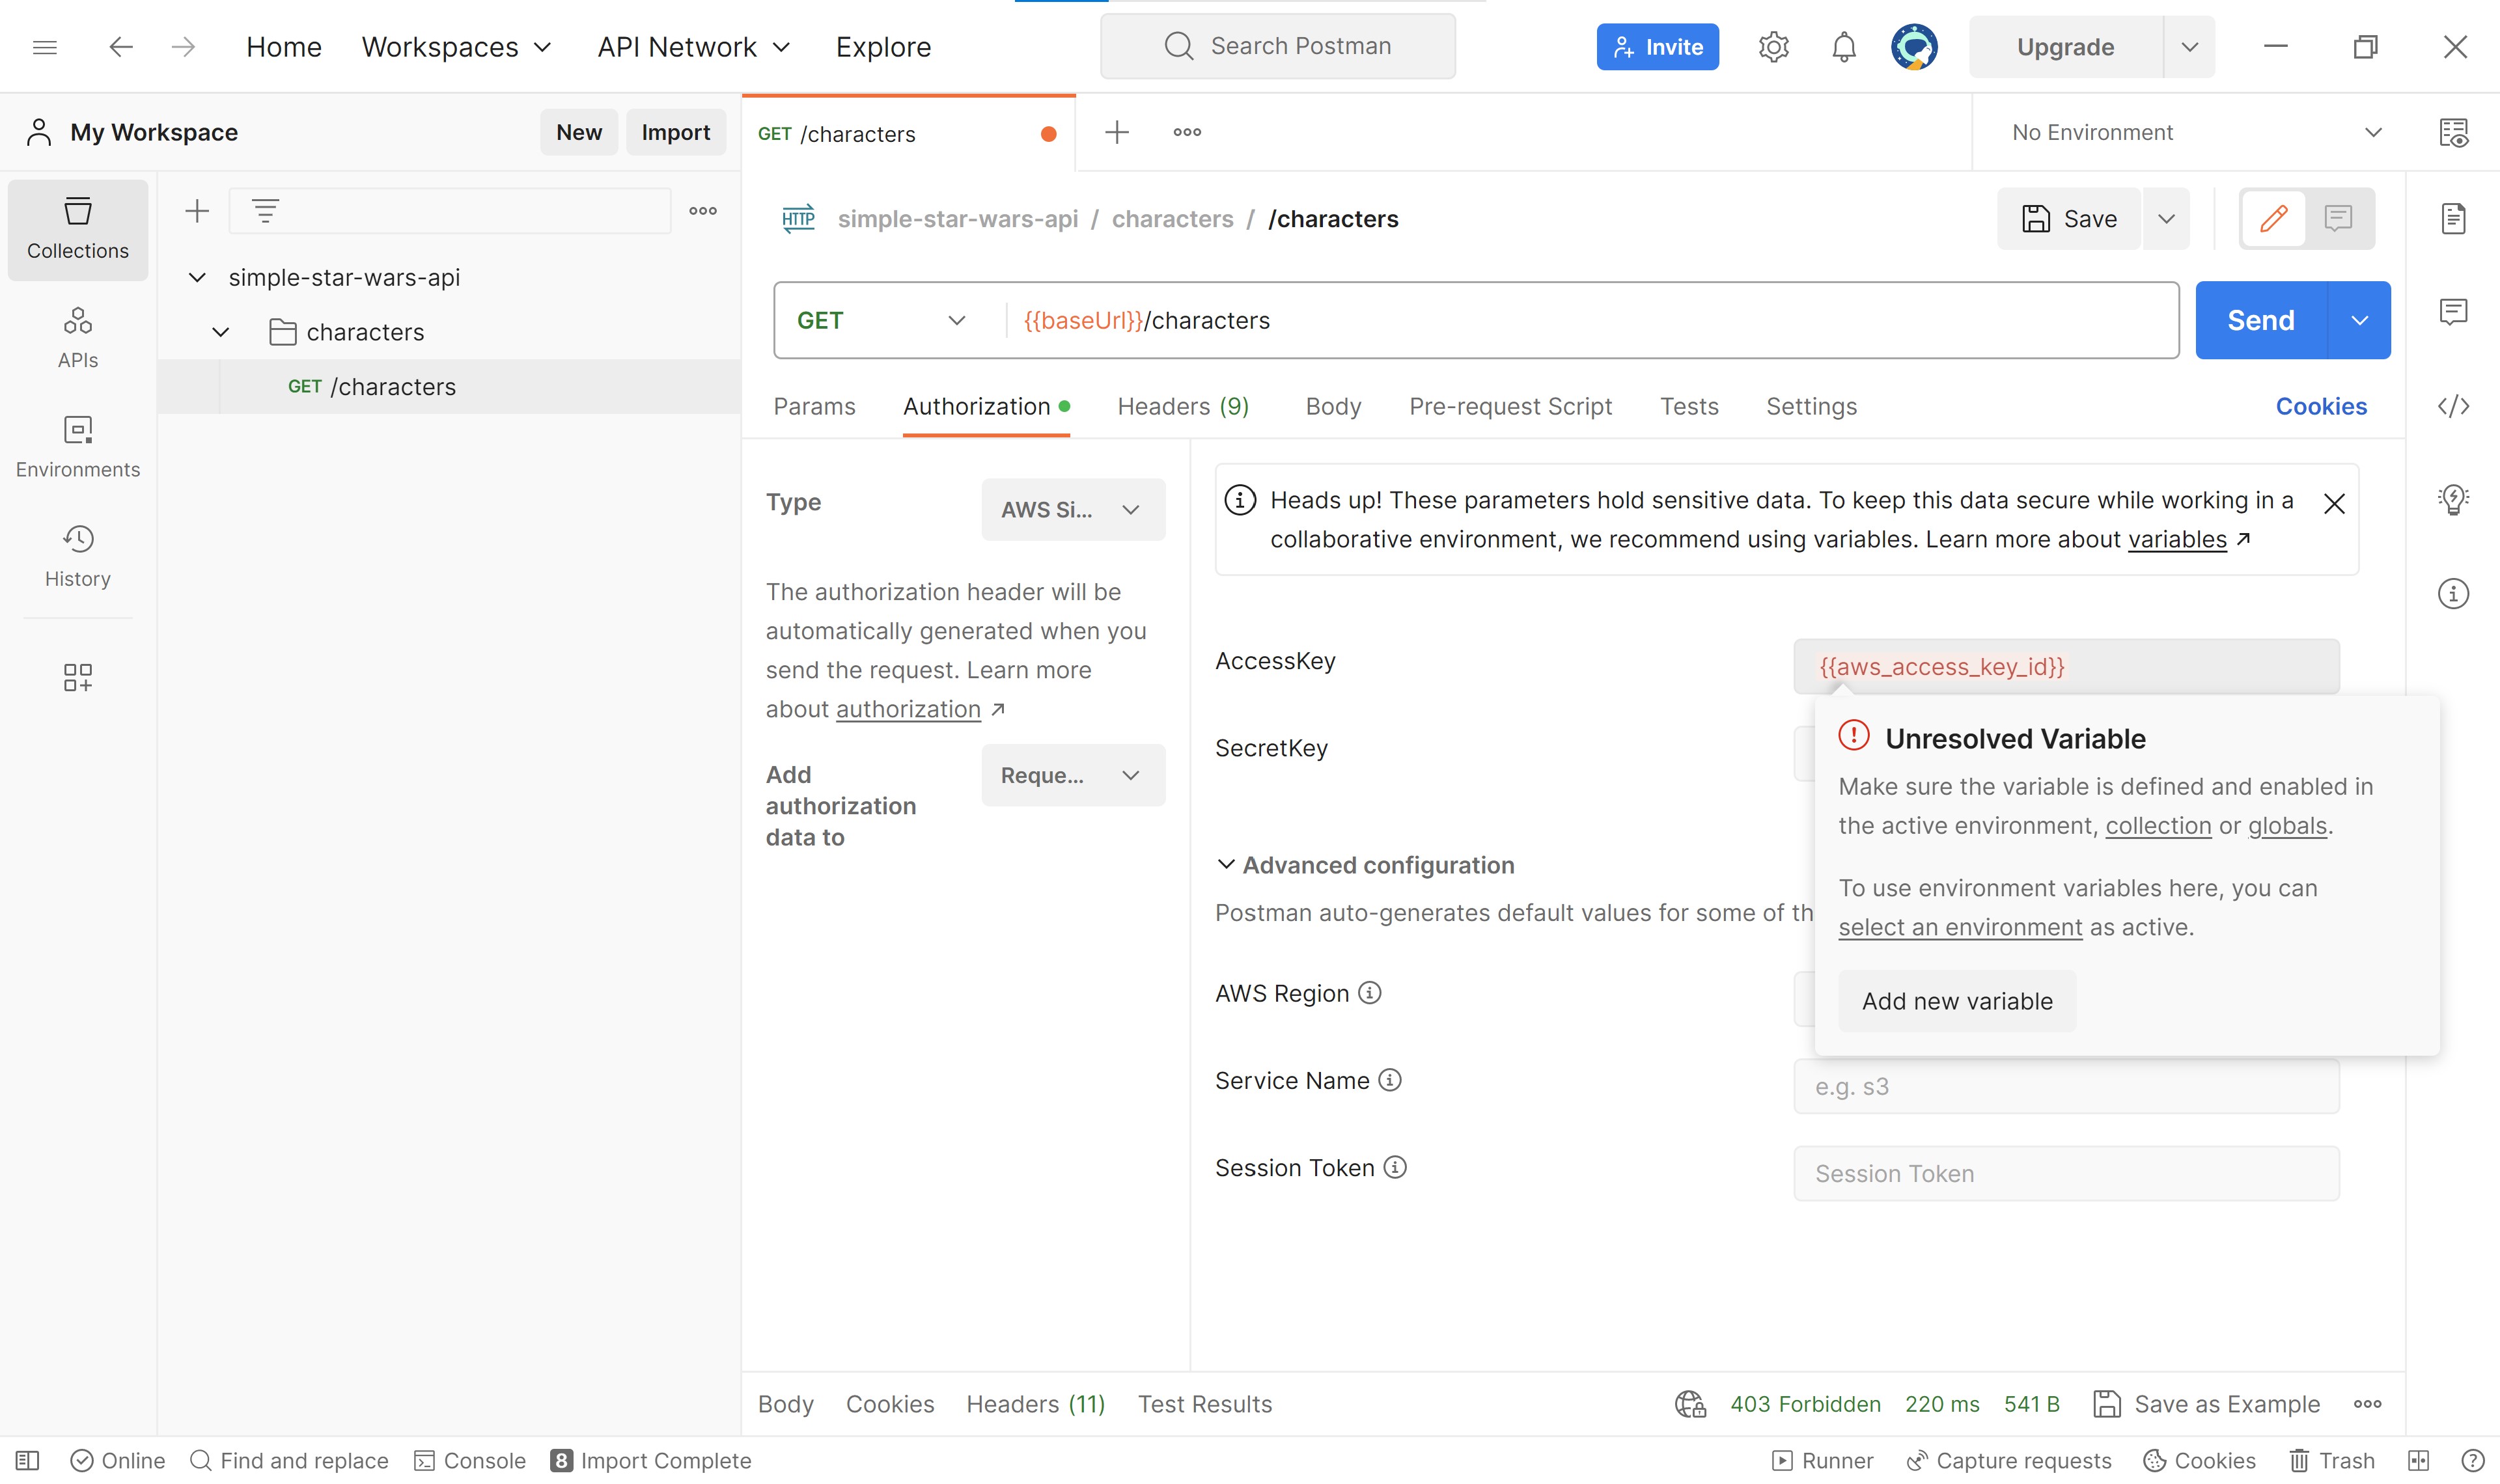 Home
Workspaces
API Network
Explore
Search Postman
Invite
Upgrade
My Workspace
New
Import
GET /characters
No Environment
Collections
APIs
Environments
History
simple-star-wars-api
characters
GET /characters
HTTP
simple-star-wars-api / characters / /characters
Save
GET
{{baseUrl}}/characters
Send
Params
Authorization
Headers (9)
Body
Pre-request Script
Tests
Settings
Cookies
Type
AWS Si...
The authorization header will be
automatically generated when you
send the request. Learn more
about authorization ↗
Add
authorization
data to
Reque...
Heads up! These parameters hold sensitive data. To keep this data secure while working in a
collaborative environment, we recommend using variables. Learn more about variables ↗
AccessKey
{{aws_access_key_id}}
SecretKey
Unresolved Variable
Make sure the variable is defined and enabled in
the active environment, collection or globals.
To use environment variables here, you can
select an environment as active.
Add new variable
Advanced configuration
Postman auto-generates default values for some of th
AWS Region
Service Name
e.g. s3
Session Token
Session Token
Body
Cookies
Headers (11)
Test Results
403 Forbidden
220 ms
541 B
Save as Example
Online
Find and replace
Console
8 Import Complete
Runner
Capture requests
Cookies
Trash